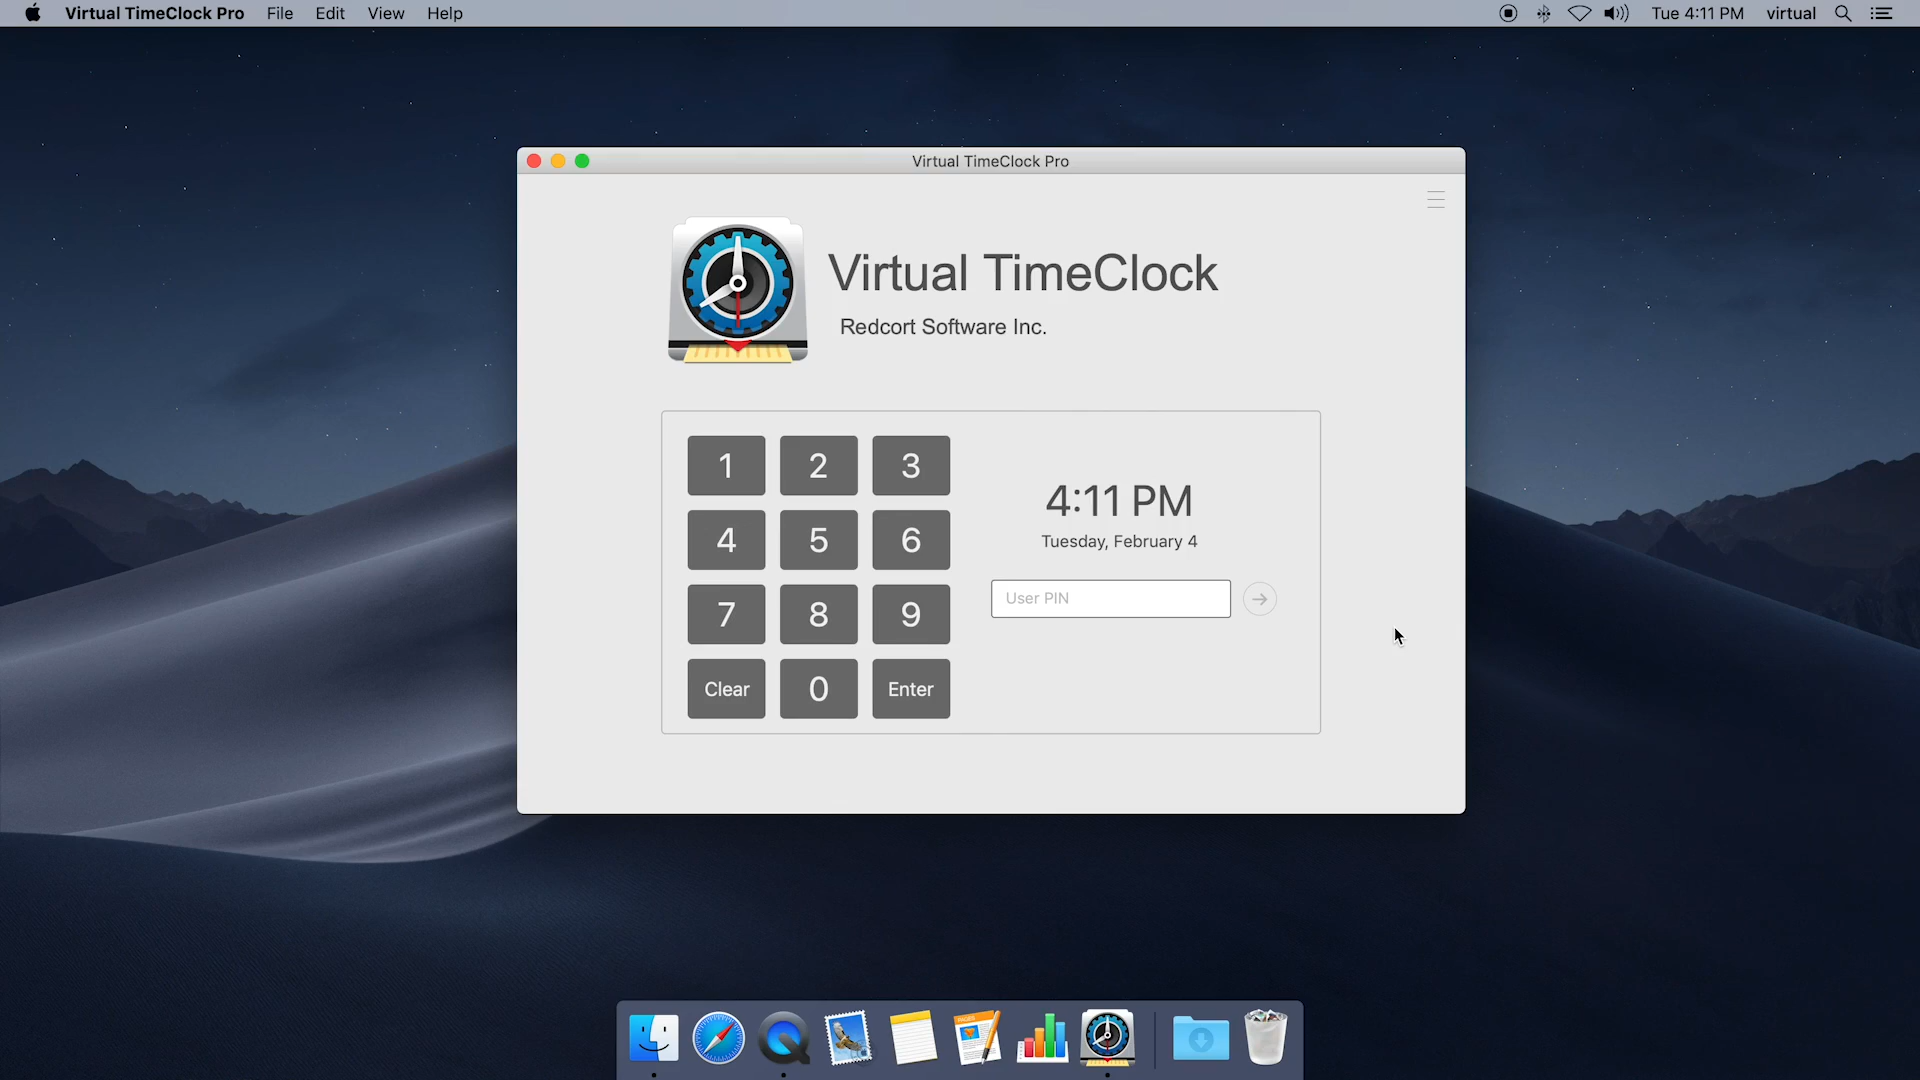 Virtual TimeClock Pro File Edit View Help
Tue 4:11 PM virtual
Virtual TimeClock Pro
Virtual TimeClock
Redcort Software Inc.
1 2 3
4 5 6
7 8 9
Clear 0 Enter
4:11 PM
Tuesday, February 4
User PIN
PAGES